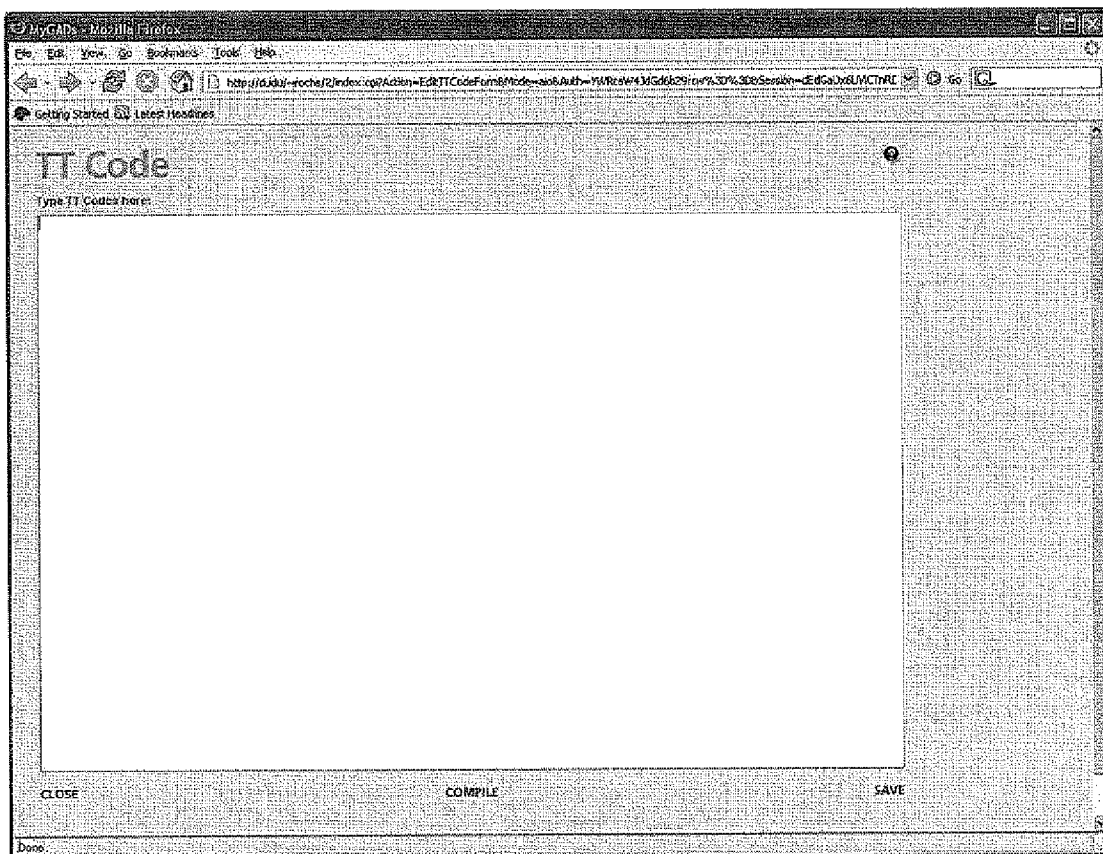 MyGADs - Mozilla Firefox
File Edit View Go Bookmarks Tools Help
Go
Getting Started Latest Headlines
TT Code
Type TT Codes here:
CLOSE COMPILE SAVE
Done